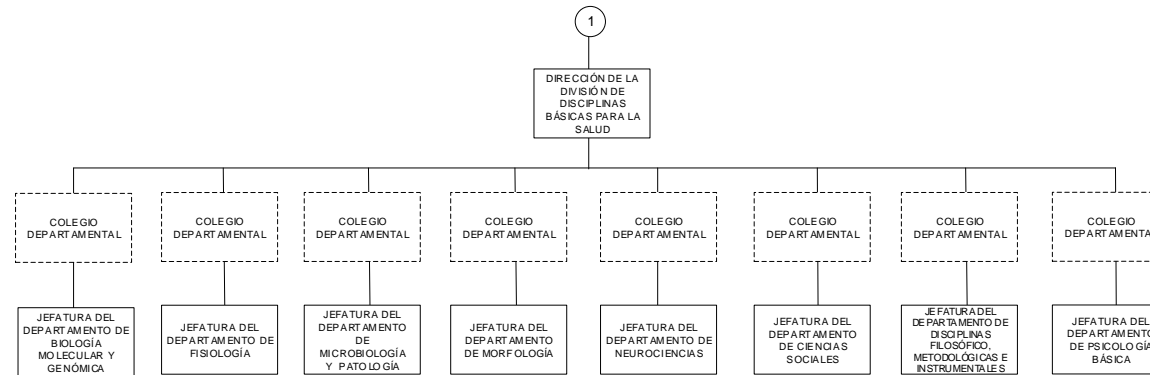 1
DIRECCIÓN DE LA
DIVISIÓN DE
DISCIPLINAS
BÁSICAS PARA LA
SALUD
COLEGIO
DEPARTAMENTAL
COLEGIO
DEPARTAMENTAL
COLEGIO
DEPARTAMENTAL
COLEGIO
DEPARTAMENTAL
COLEGIO
DEPARTAMENTAL
COLEGIO
DEPARTAMENTAL
COLEGIO
DEPARTAMENTAL
COLEGIO
DEPARTAMENTAL
JEFATURA DEL
DEPARTAMENTO DE
BIOLOGÍA
MOLECULAR Y
GENÓMICA
JEFATURA DEL
DEPARTAMENTO DE
FISIOLOGÍA
JEFATURA DEL
DEPARTAMENTO
DE
MICROBIOLOGÍA
Y PATOLOGÍA
JEFATURA DEL
DEPARTAMENTO
DE MORFOLOGÍA
JEFATURA DEL
DEPARTAMENTO DE
NEUROCIENCIAS
JEFATURA DEL
DEPARTAMENTO
DE CIENCIAS
SOCIALES
JEFATURA DEL
DEPARTAMENTO DE
DISCIPLINAS
FILOSÓFICO,
METODOLÓGICAS E
INSTRUMENTALES
JEFATURA DEL
DEPARTAMENTO
DE PSICOLOGÍA
BÁSICA